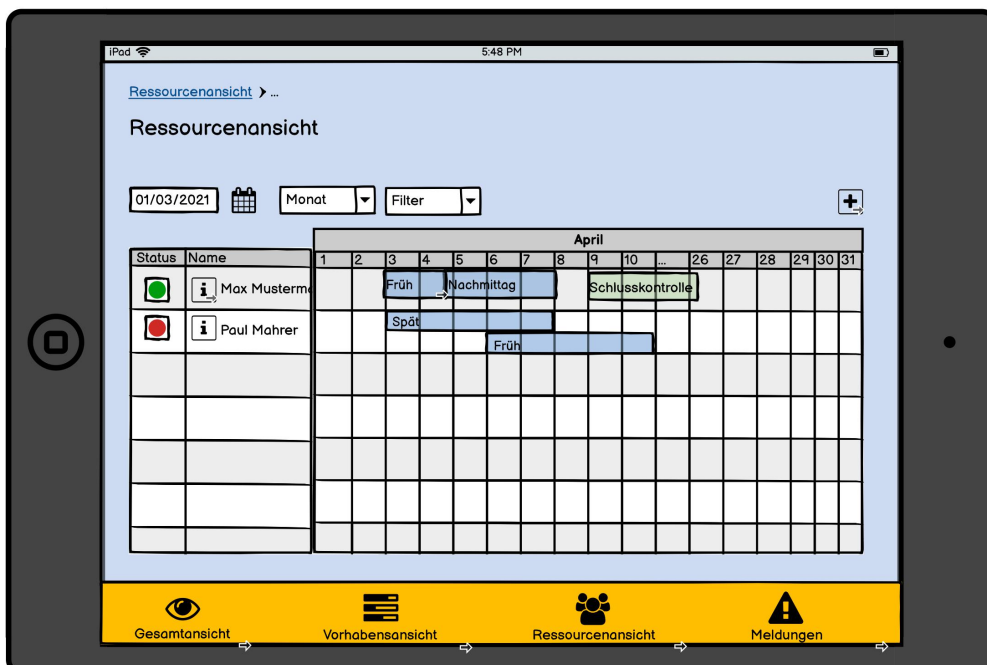 iPad 5:48 PM
Ressourcenansicht > ...
Ressourcenansicht
01/03/2021 Monat Filter
April
Status Name 1 2 3 4 5 6 7 8 9 10 ... 26 27 28 29 30 31
i Max Musterm Früh Nachmittag Schlusskontrolle
i Paul Mahrer Spät
Früh
Gesamtansicht Vorhabensansicht Ressourcenansicht Meldungen